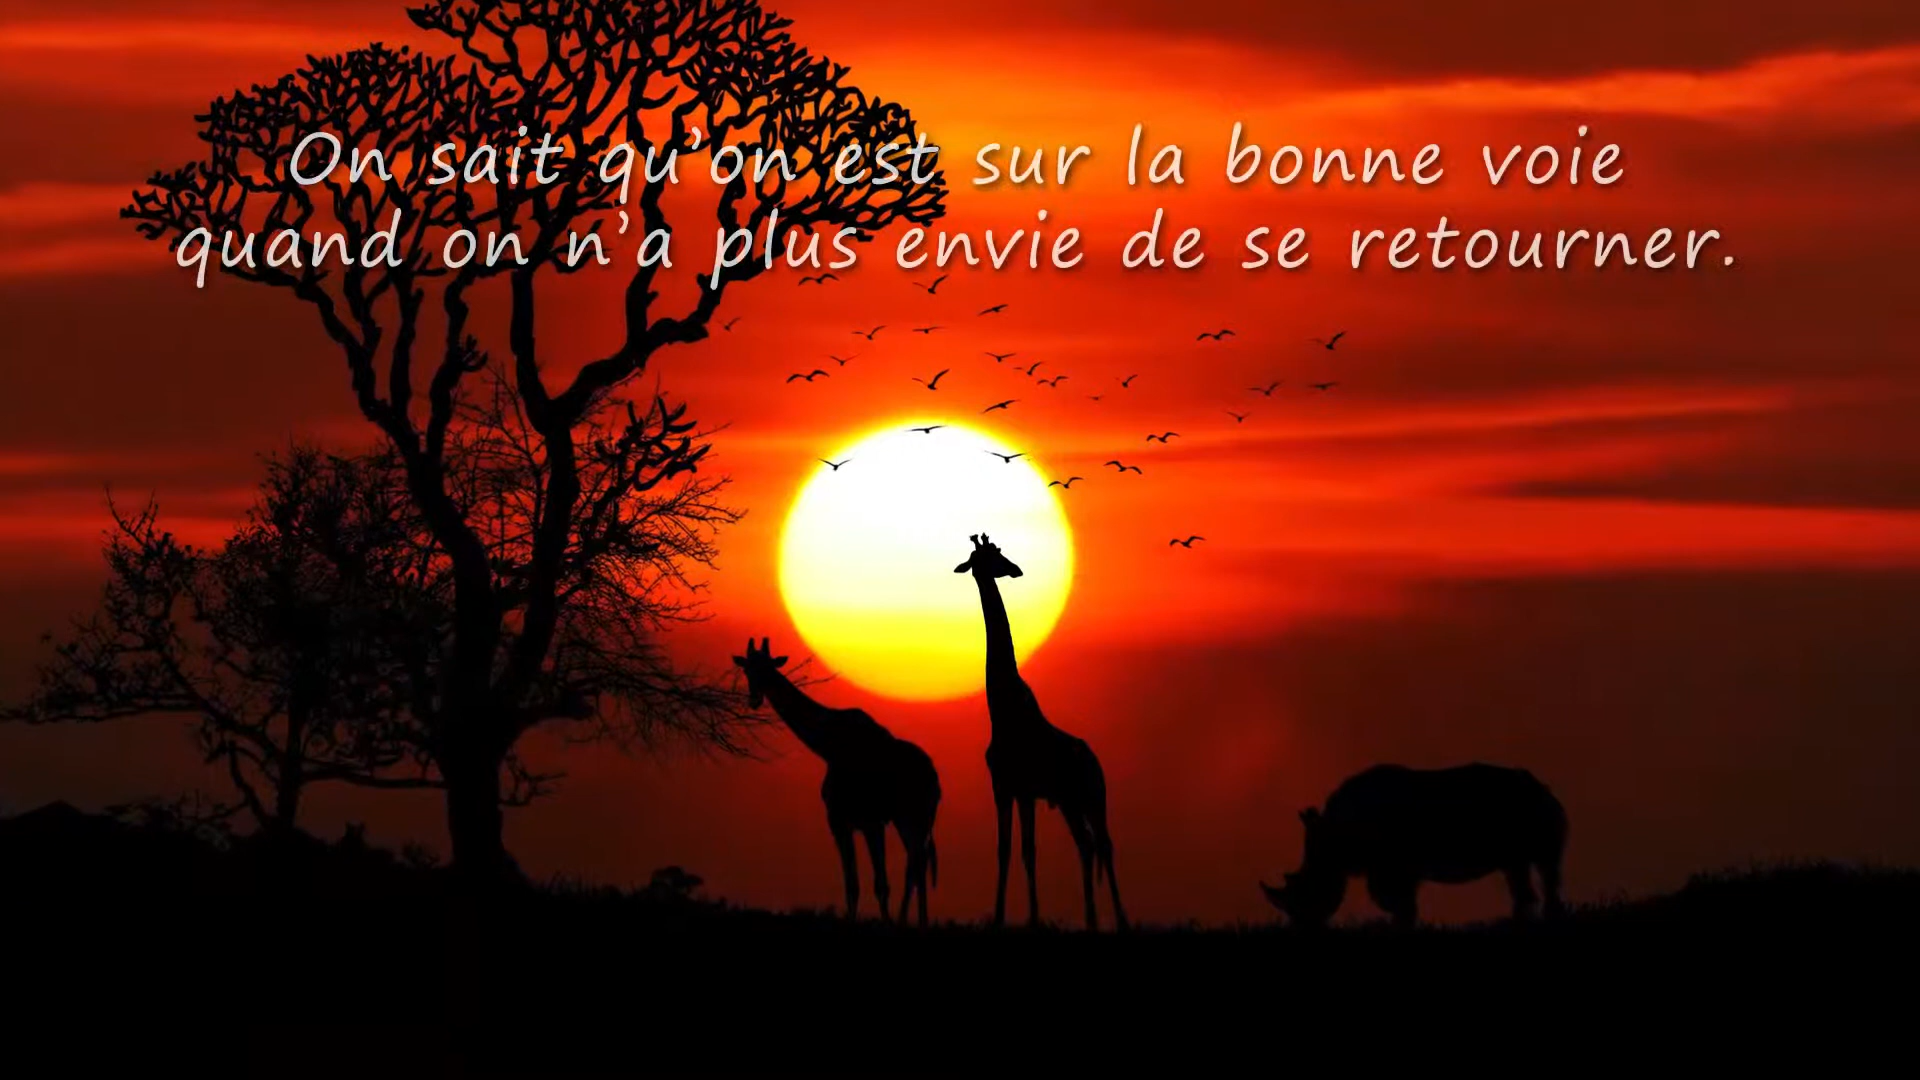 On sait qu’on est sur la bonne voie
quand on n’a plus envie de se retourner.